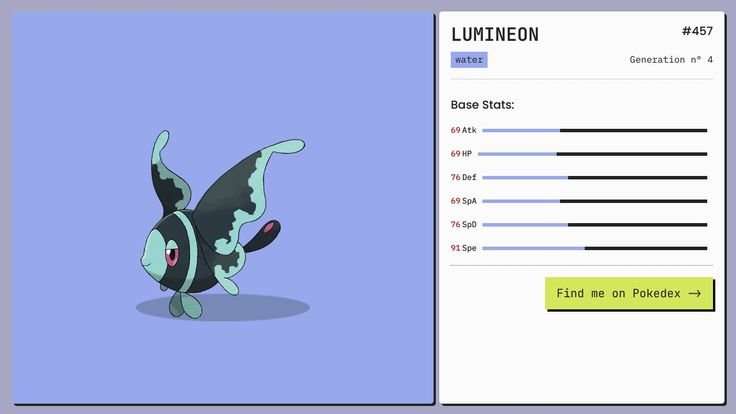 LUMINEON
#457
water
Generation n° 4
Base Stats:
69 Atk
69 HP
76 Def
69 SpA
76 SpD
91 Spe
Find me on Pokedex →